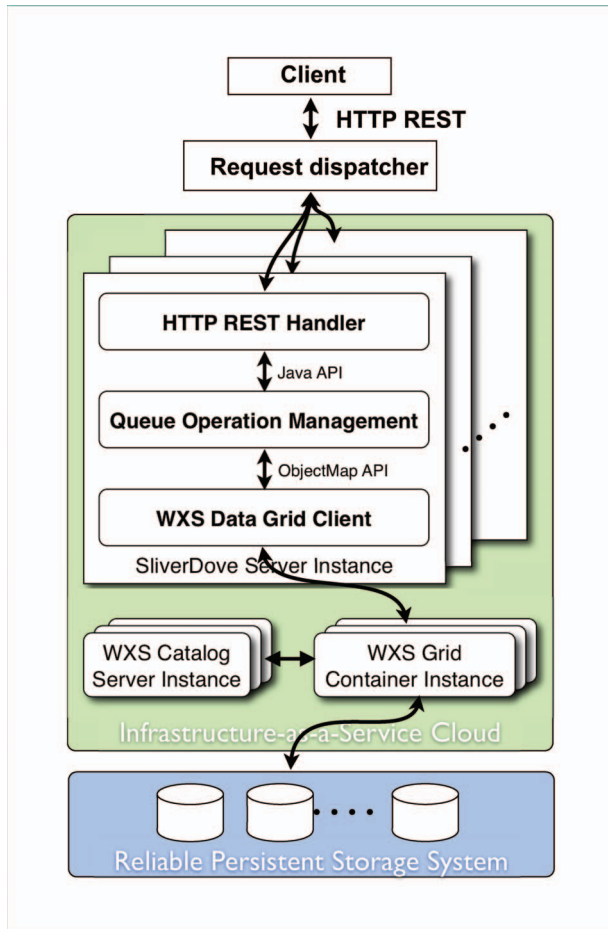 Client
HTTP REST
Request dispatcher
HTTP REST Handler
Java API
Queue Operation Management
ObjectMap API
WXS Data Grid Client
SliverDove Server Instance
WXS Catalog
Server Instance
WXS Grid
Container Instance
Infrastructure-as-a-Service Cloud
Reliable Persistent Storage System